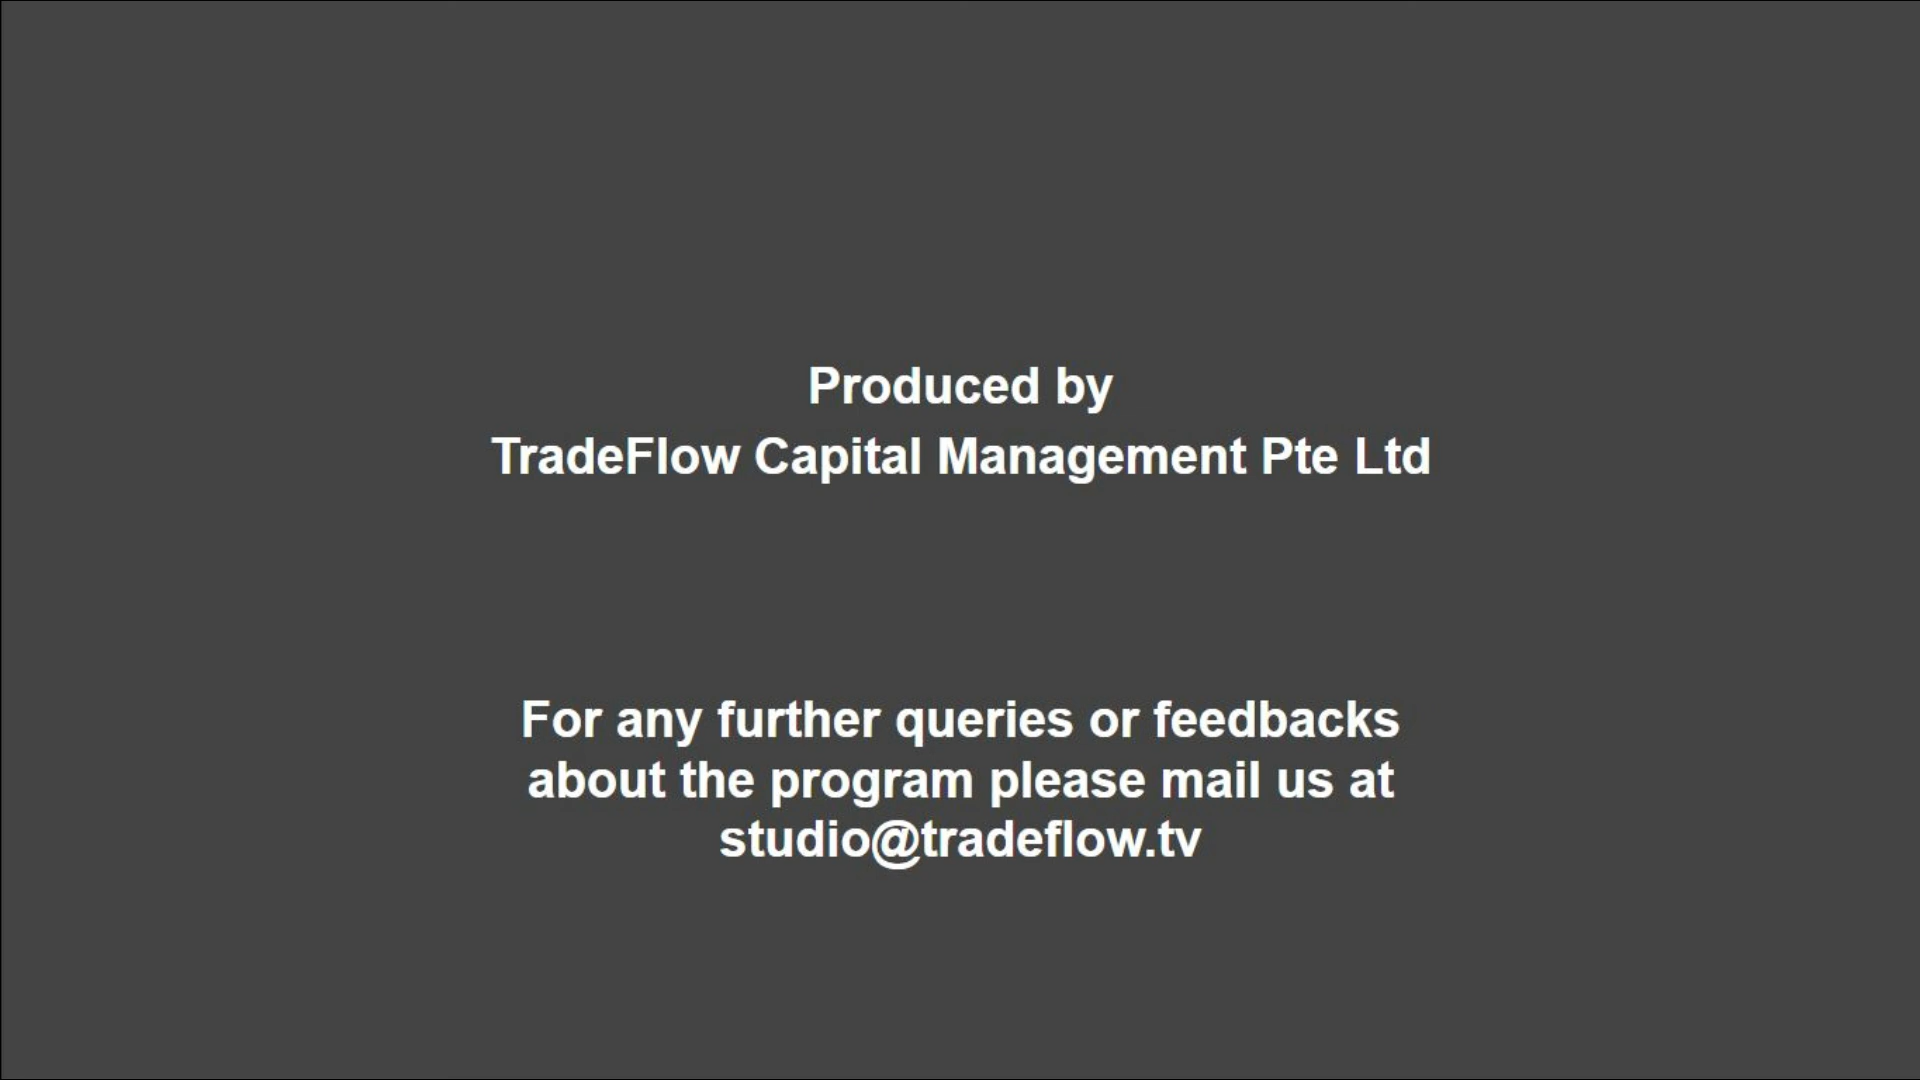 Produced by
TradeFlow Capital Management Pte Ltd
For any further queries or feedbacks
about the program please mail us at
studio@tradeflow.tv